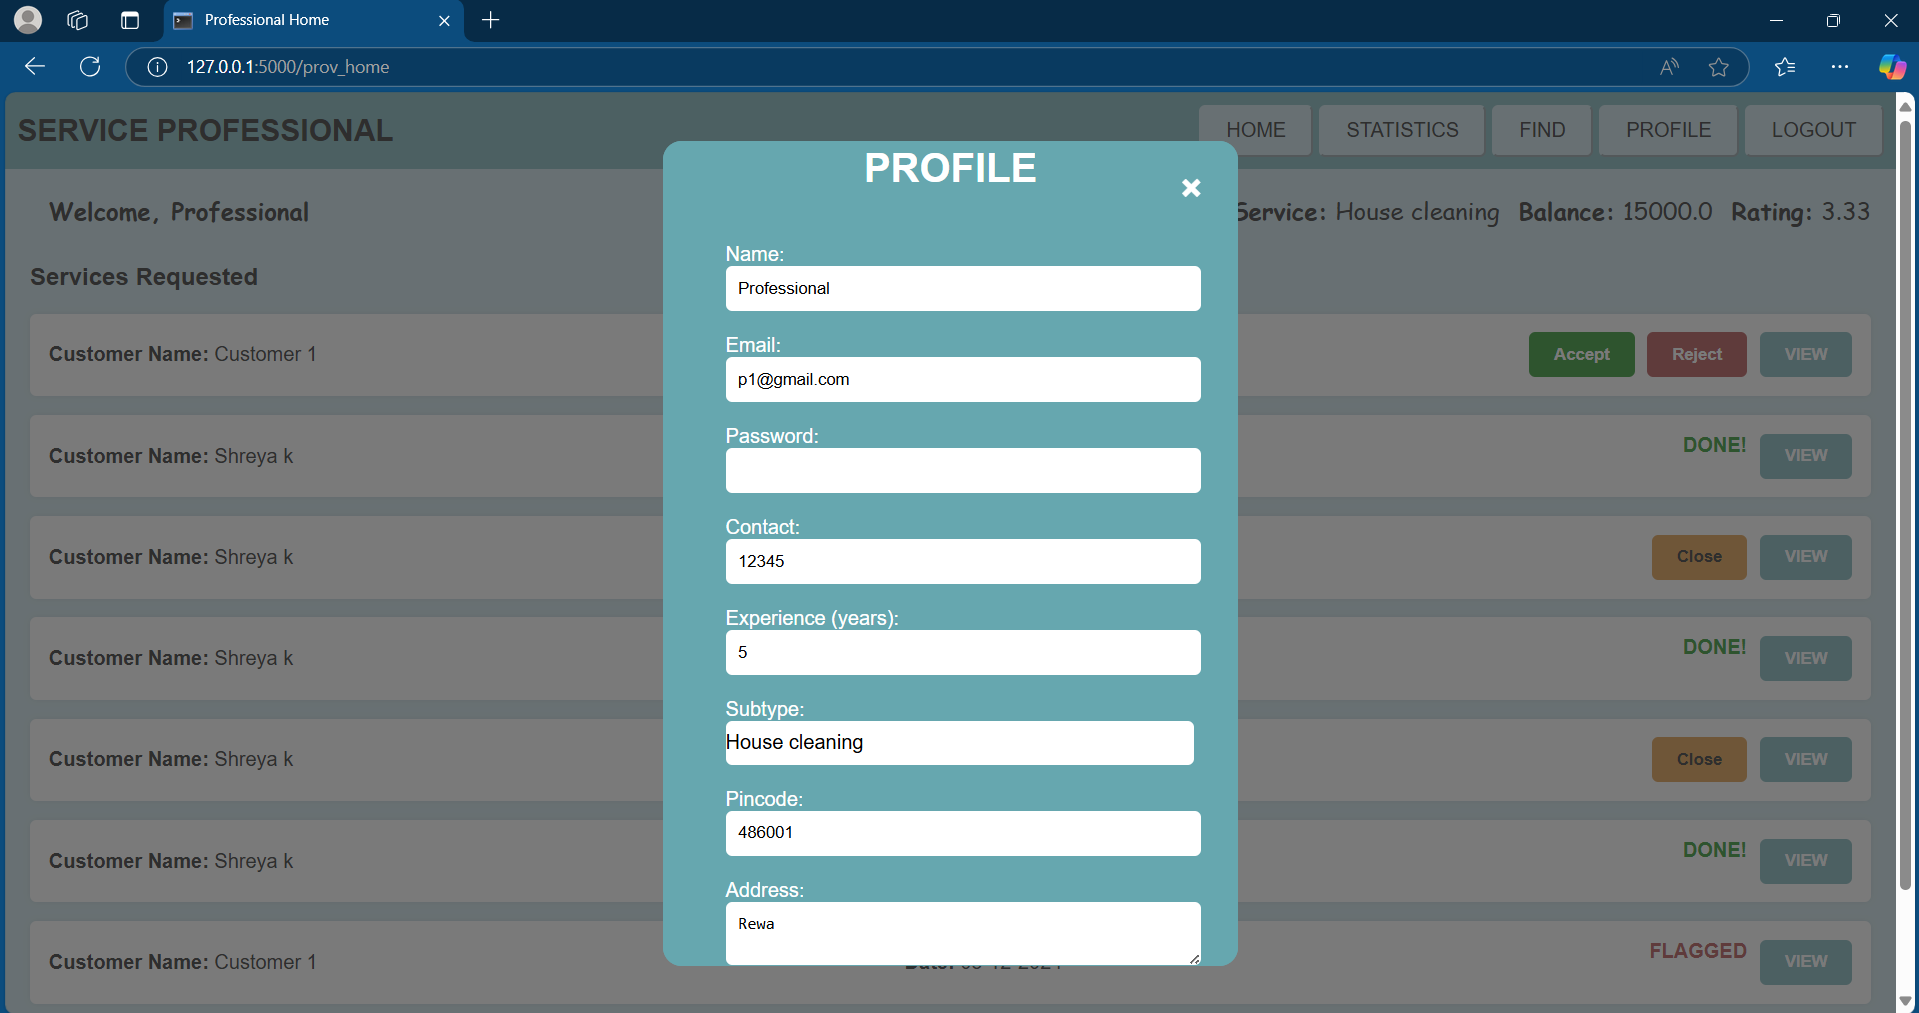 Professional Home
127.0.0.1:5000/prov_home
SERVICE PROFESSIONAL
HOME
STATISTICS
FIND
PROFILE
LOGOUT
Welcome, Professional
Service: House cleaning Balance: 15000.0 Rating: 3.33
Services Requested
Customer Name: Customer 1
Accept
Reject
VIEW
Customer Name: Shreya k
DONE!
VIEW
Customer Name: Shreya k
Close
VIEW
Customer Name: Shreya k
DONE!
VIEW
Customer Name: Shreya k
Close
VIEW
Customer Name: Shreya k
DONE!
VIEW
Customer Name: Customer 1
FLAGGED
VIEW
PROFILE
Name:
Professional
Email:
p1@gmail.com
Password:
Contact:
12345
Experience (years):
5
Subtype:
House cleaning
Pincode:
486001
Address:
Rewa